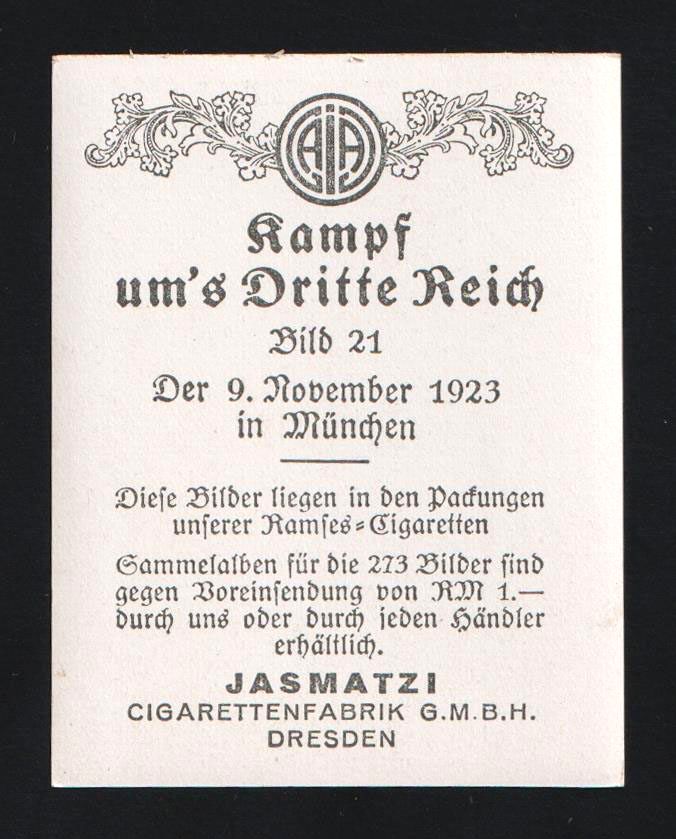 AJA
Kampf
um's Dritte Reich
Bild 21
Der 9. November 1923
in München
Diese Bilder liegen in den Packungen
unserer Ramses=Cigaretten
Sammelalben für die 273 Bilder sind
gegen Voreinsendung von RM 1.—
durch uns oder durch jeden Händler
erhältlich.
JASMATZI
CIGARETTENFABRIK G.M.B.H.
DRESDEN